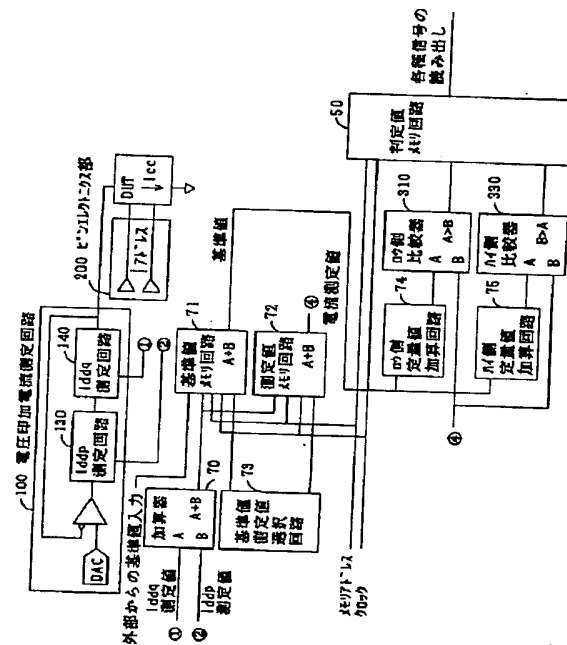 100 電圧印加電流測定回路
DAC
130
Iddp
測定回路
140
Iddq
測定回路
①
②
200 ピンエレクトニクス部
アドレス
DUT
Icc
外部からの基準値入力
Iddq
測定値
①
②
Iddp
測定値
加算器
A
A+B
B
70
基準値
測定値
選択
回路
73
基準値
メモリ回路
A+B
71
測定値
メモリ回路
A+B
72
基準値
④
電流測定値
メモリアドレス
クロック
ロウ側
定量値
加算回路
74
ハイ側
定量値
加算回路
75
④
ロウ側
比較器
A
A>B
B
310
ハイ側
比較器
A
B>A
B
330
判定値
メモリ回路
50
各種信号の
読み出し